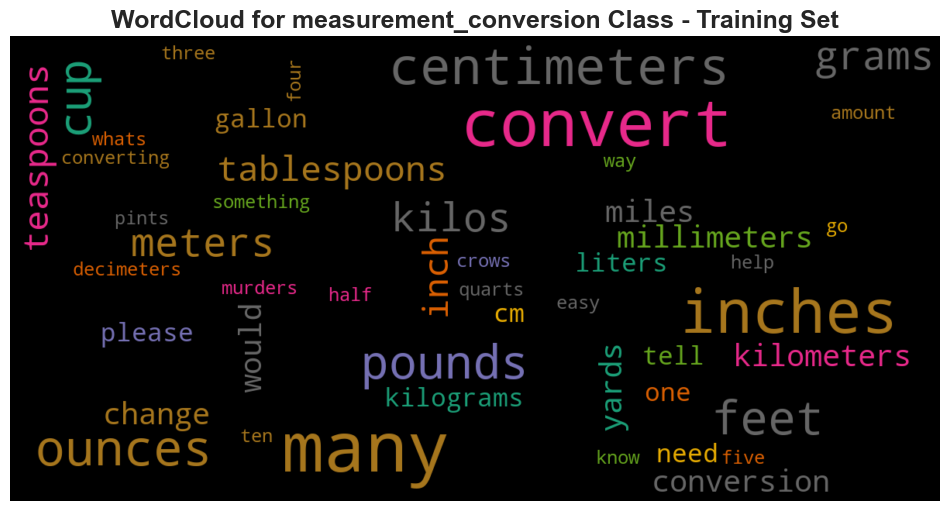 WordCloud for measurement_conversion Class - Training Set
three
centimeters
grams
teaspoons
cup
four
gallon
convert
amount
whats
converting
tablespoons
way
something
pints
kilos
miles
go
meters
millimeters
decimeters
inch
crows
liters
help
murders
half
quarts
easy
cm
inches
please
would
pounds
yards
tell
kilometers
kilograms
one
change
feet
ounces
ten
many
know
need
five
conversion